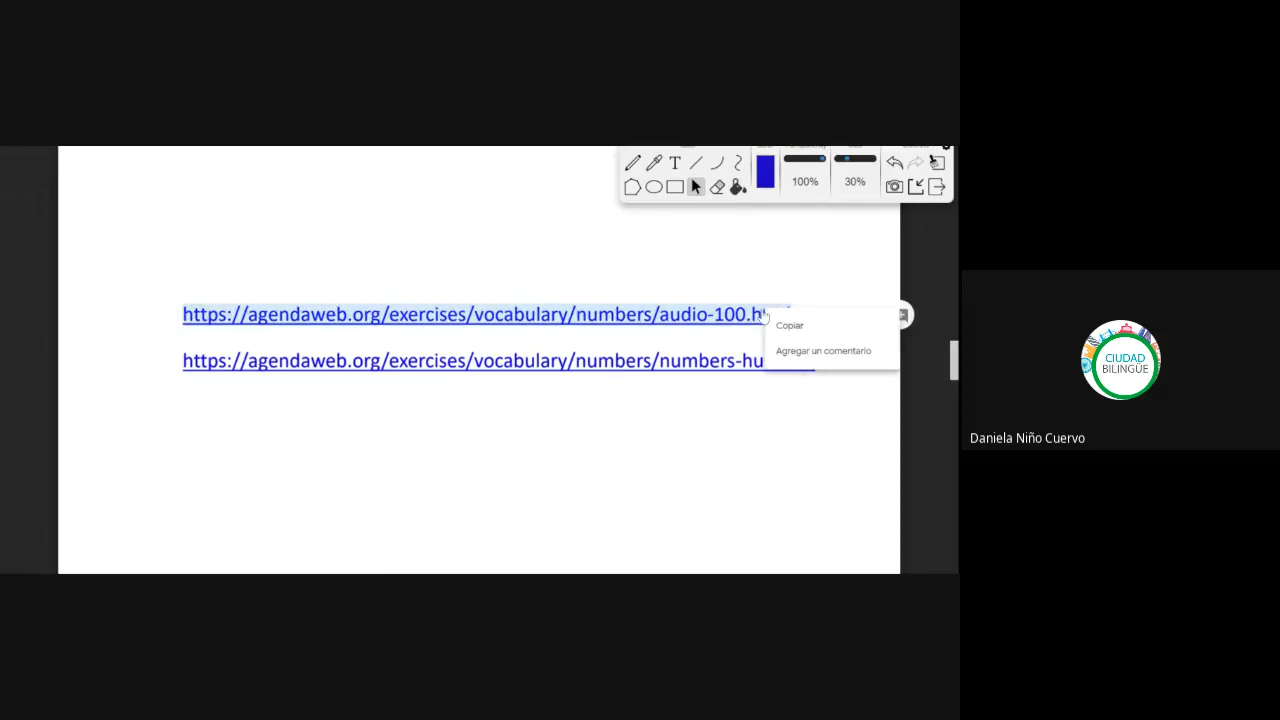 T
100%
30%
https://agendaweb.org/exercises/vocabulary/numbers/audio-100.h
Copiar
Agregar un comentario
https://agendaweb.org/exercises/vocabulary/numbers/numbers-hu
CIUDAD
BILINGÜE
Daniela Niño Cuervo